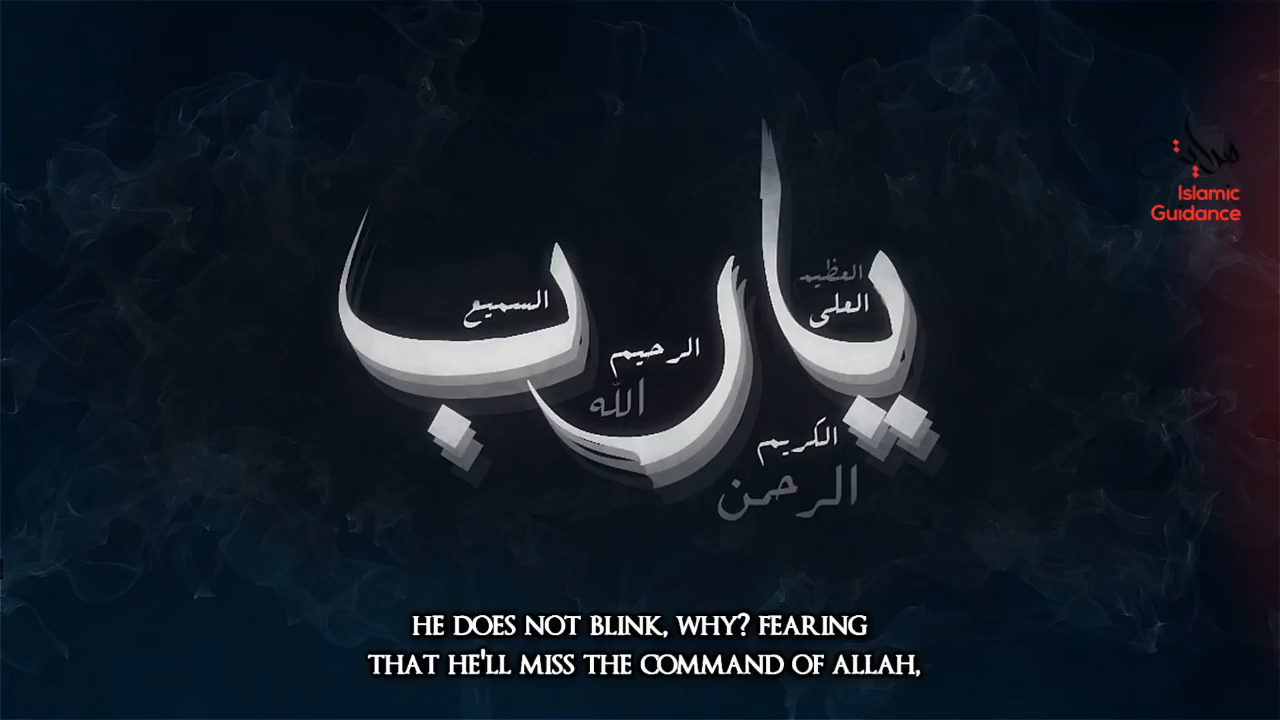 هداية
Islamic
Guidance
يارب
العظيم
العلى
السميع
الرحيم
الله
الكريم
الرحمن
HE DOES NOT BLINK, WHY? FEARING
THAT HE'LL MISS THE COMMAND OF ALLAH,